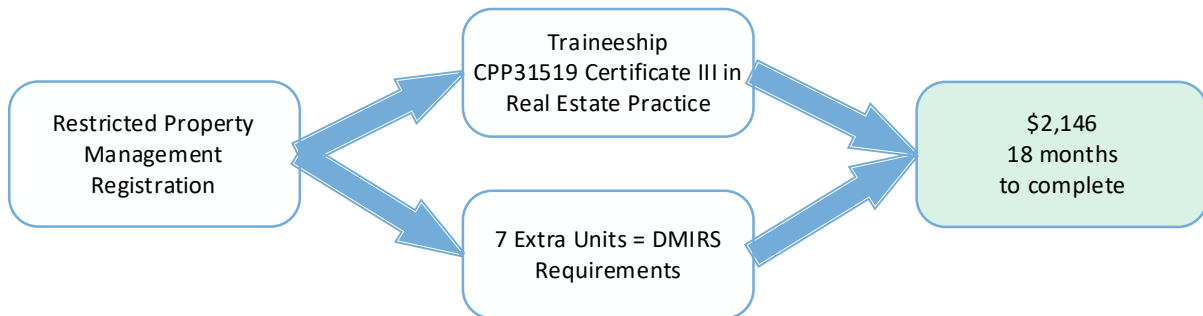 Restricted Property
Management
Registration
Traineeship
CPP31519 Certificate III in
Real Estate Practice
7 Extra Units = DMIRS
Requirements
$2,146
18 months
to complete